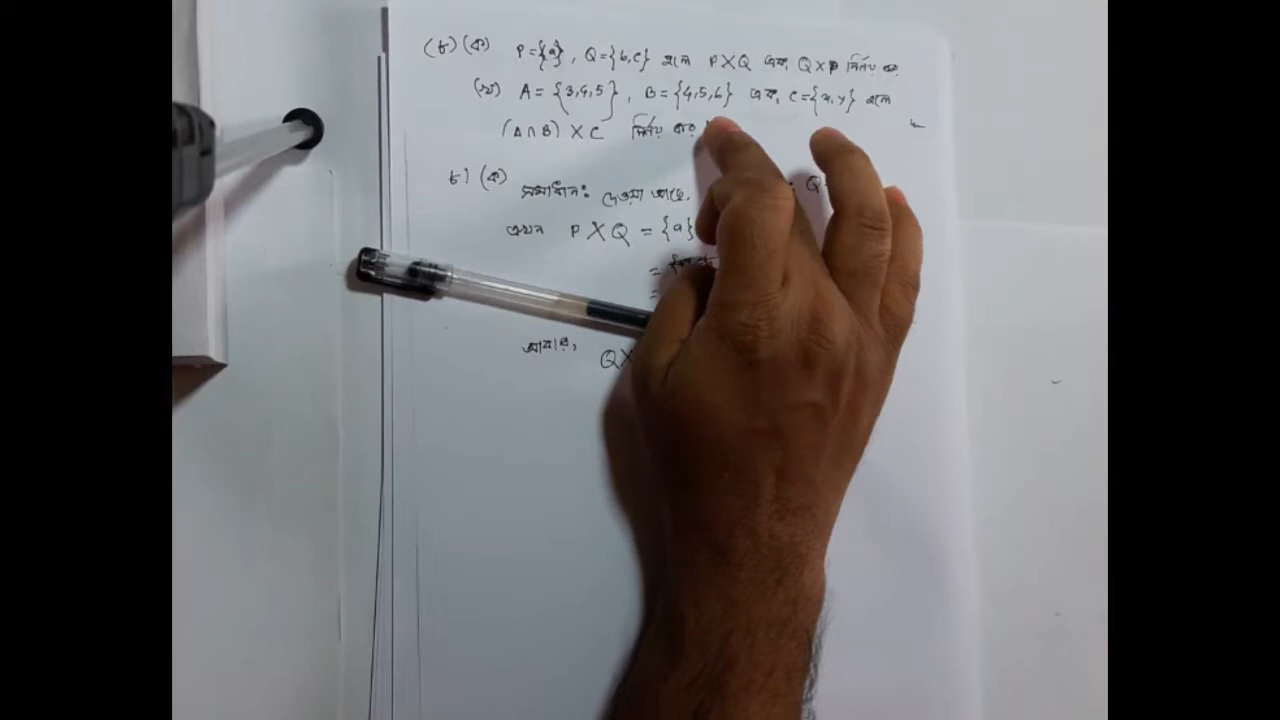 (৮) (ক) P={a}, Q={b,c} হলে P×Q এবং Q×P নির্ণয় কর
(খ) A = {3,4,5}, B = {4,5,6} এবং C={x,y} হলে
(A∩B) × C নির্ণয় কর
৮। (ক) সমাধানঃ দেওয়া আছে, Q
এখন P×Q = {a}
=
=
আবার, Q×